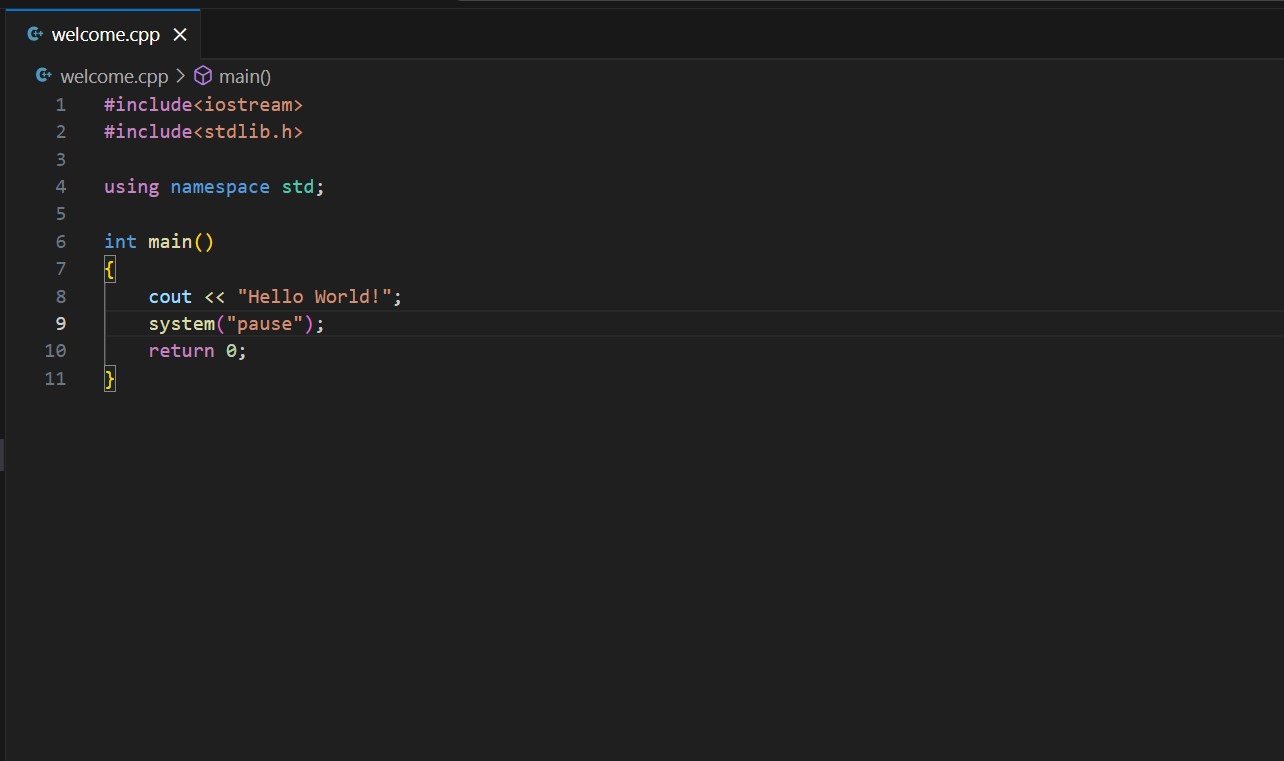 welcome.cpp
welcome.cpp > main()
1 #include<iostream>
2 #include<stdlib.h>
3
4 using namespace std;
5
6 int main()
7 {
8     cout << "Hello World!";
9     system("pause");
10     return 0;
11 }